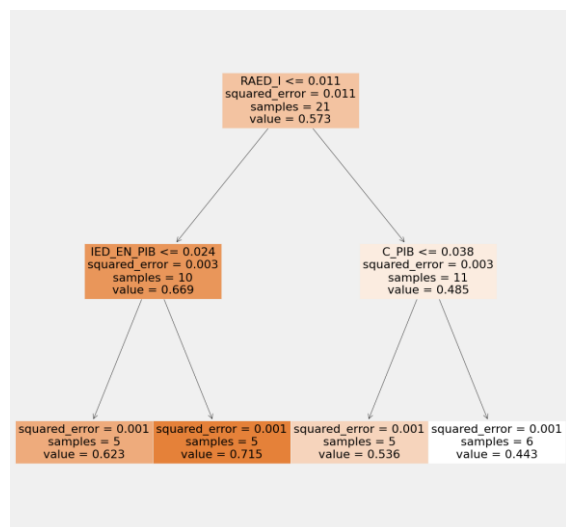 RAED_I <= 0.011
squared_error = 0.011
samples = 21
value = 0.573
IED_EN_PIB <= 0.024
squared_error = 0.003
samples = 10
value = 0.669
C_PIB <= 0.038
squared_error = 0.003
samples = 11
value = 0.485
squared_error = 0.001
samples = 5
value = 0.623
squared_error = 0.001
samples = 5
value = 0.715
squared_error = 0.001
samples = 5
value = 0.536
squared_error = 0.001
samples = 6
value = 0.443